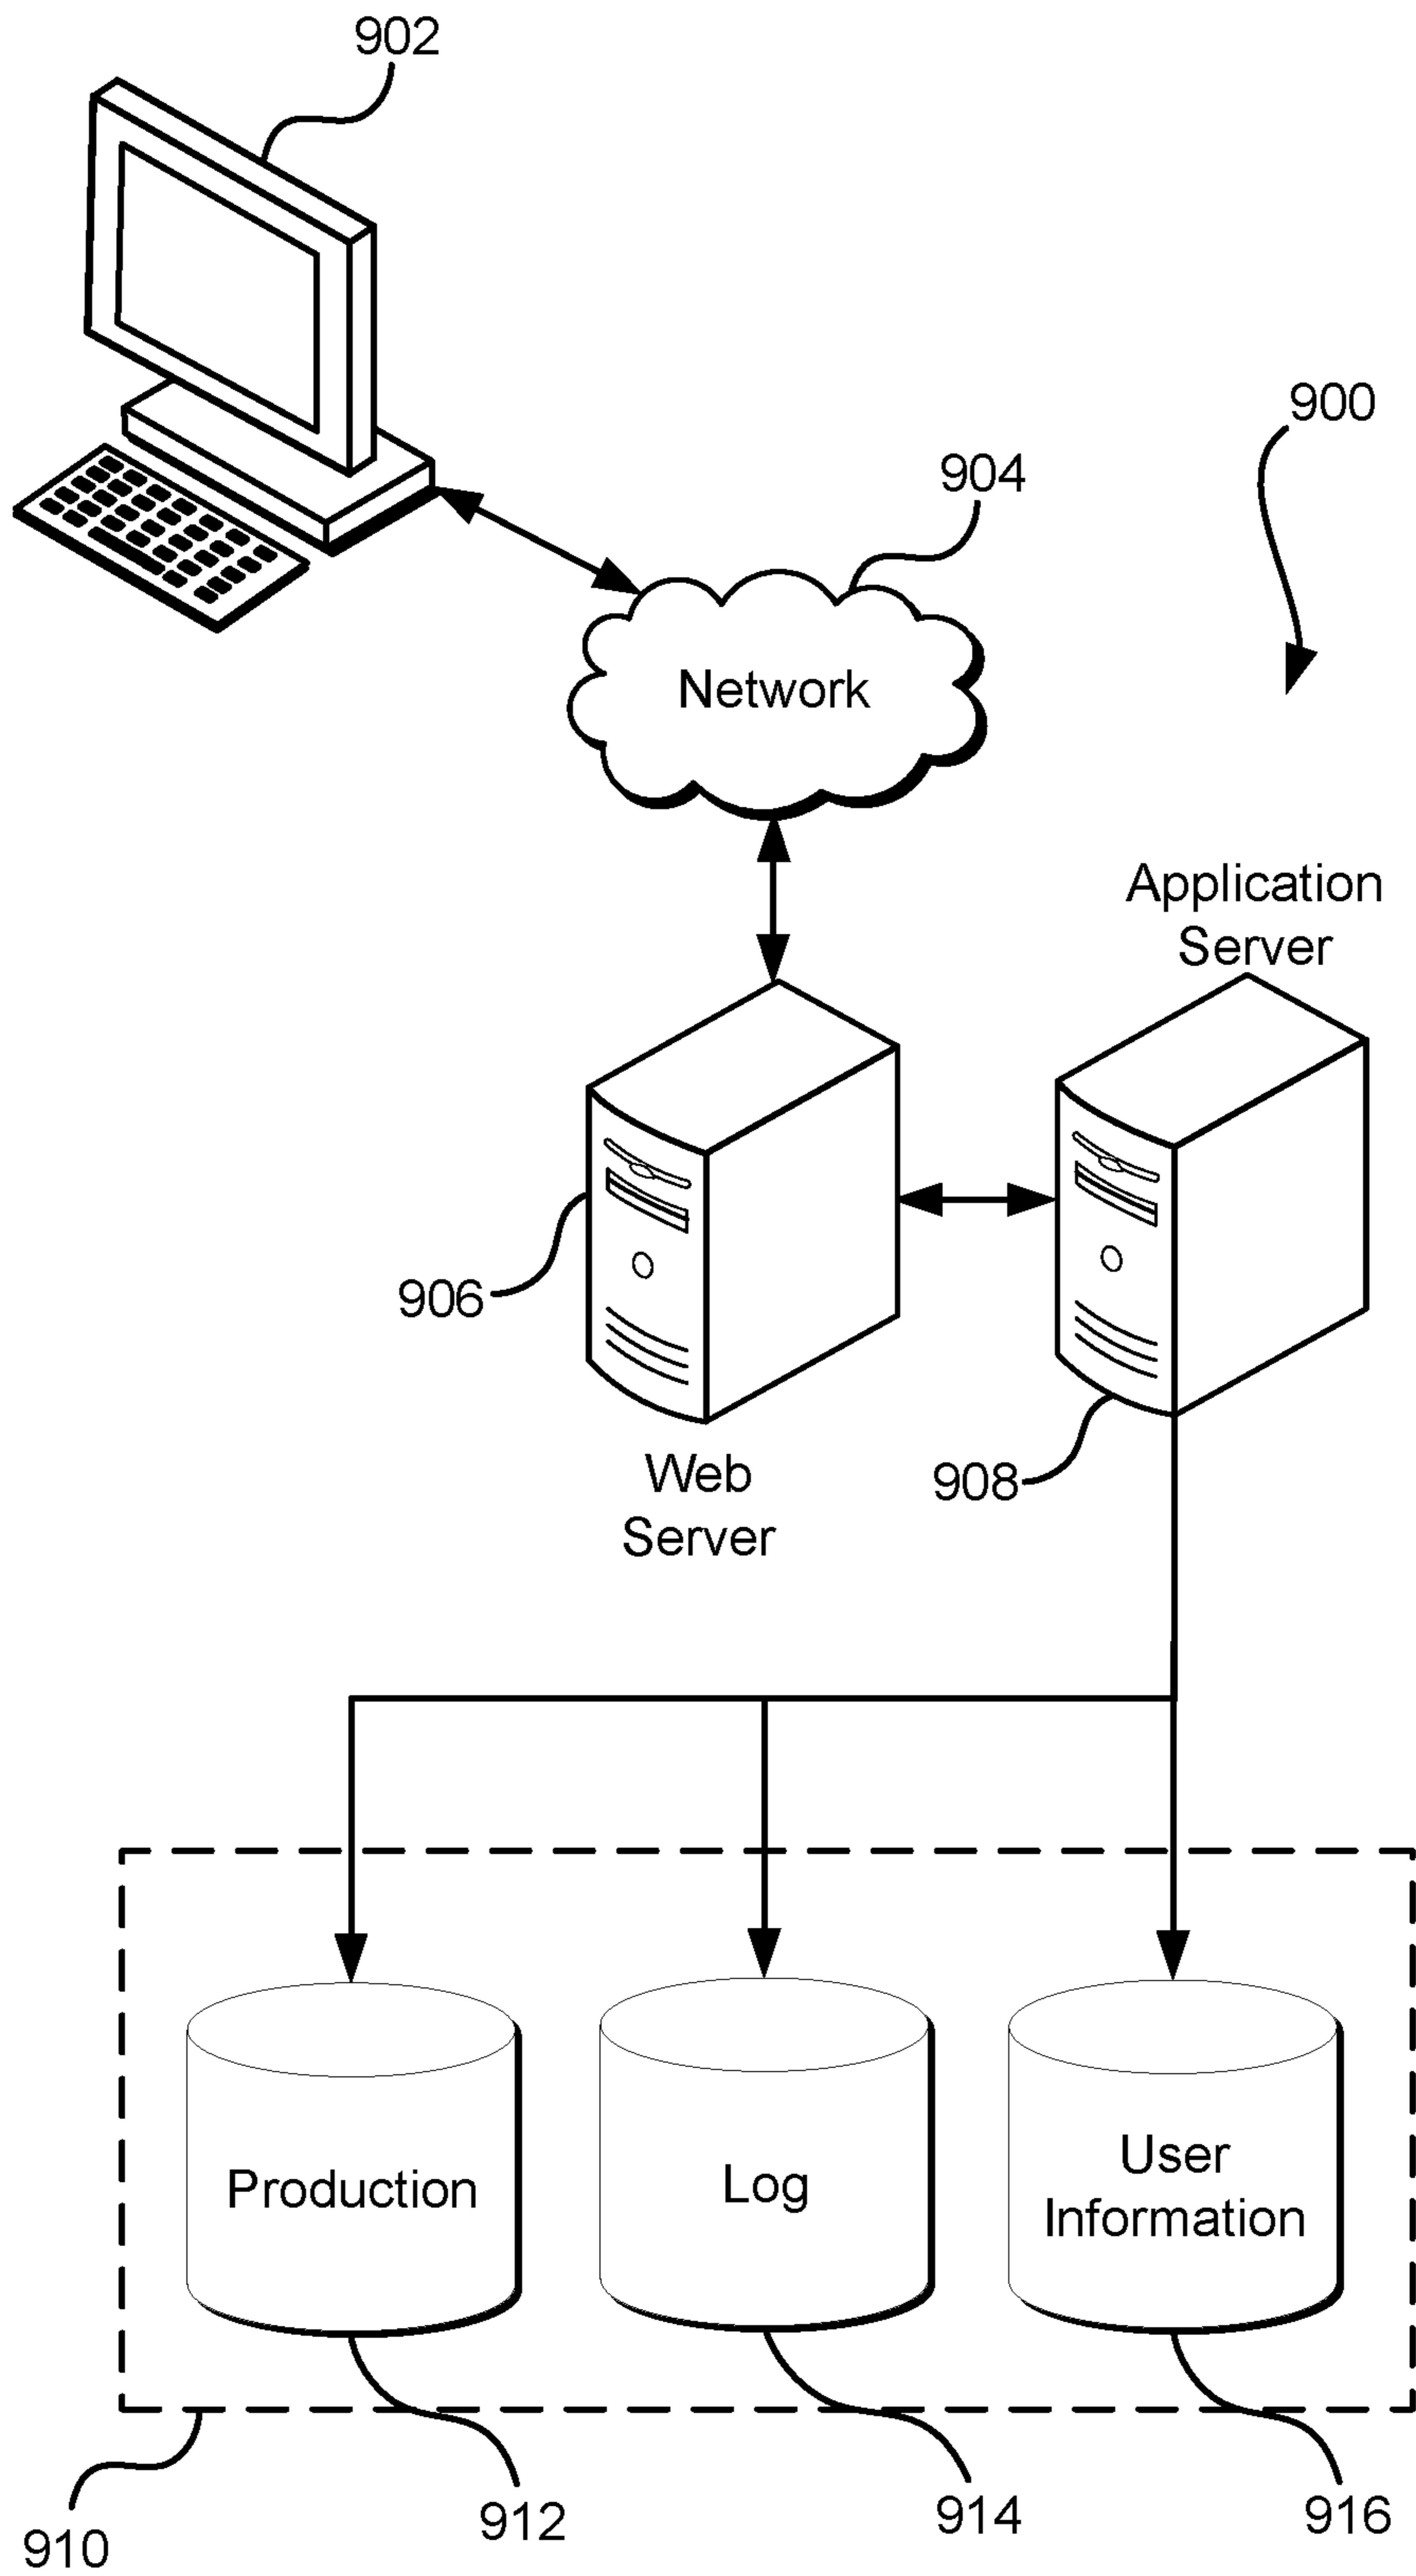 902
900
904
Network
Application
Server
906
Web
Server
908
Production
Log
User
Information
910
912
914
916